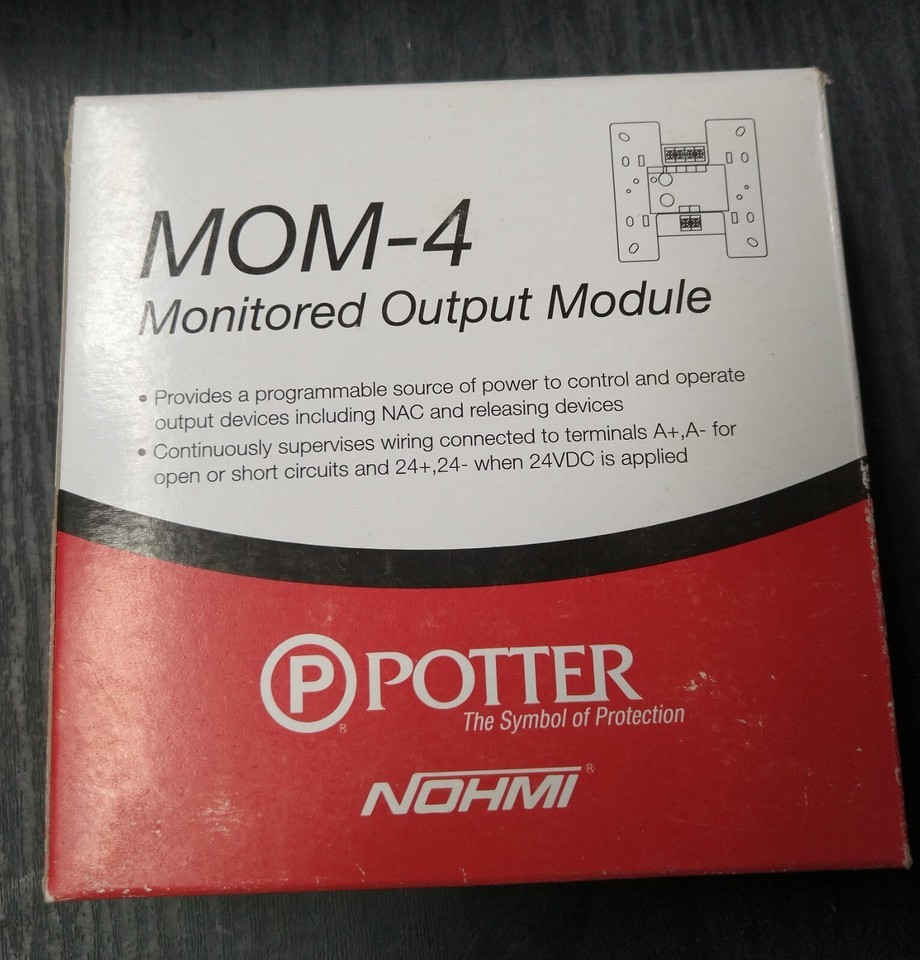 MOM-4
Monitored Output Module
• Provides a programmable source of power to control and operate
output devices including NAC and releasing devices
• Continuously supervises wiring connected to terminals A+,A- for
open or short circuits and 24+,24- when 24VDC is applied
P POTTER
®
The Symbol of Protection
NOHMI®